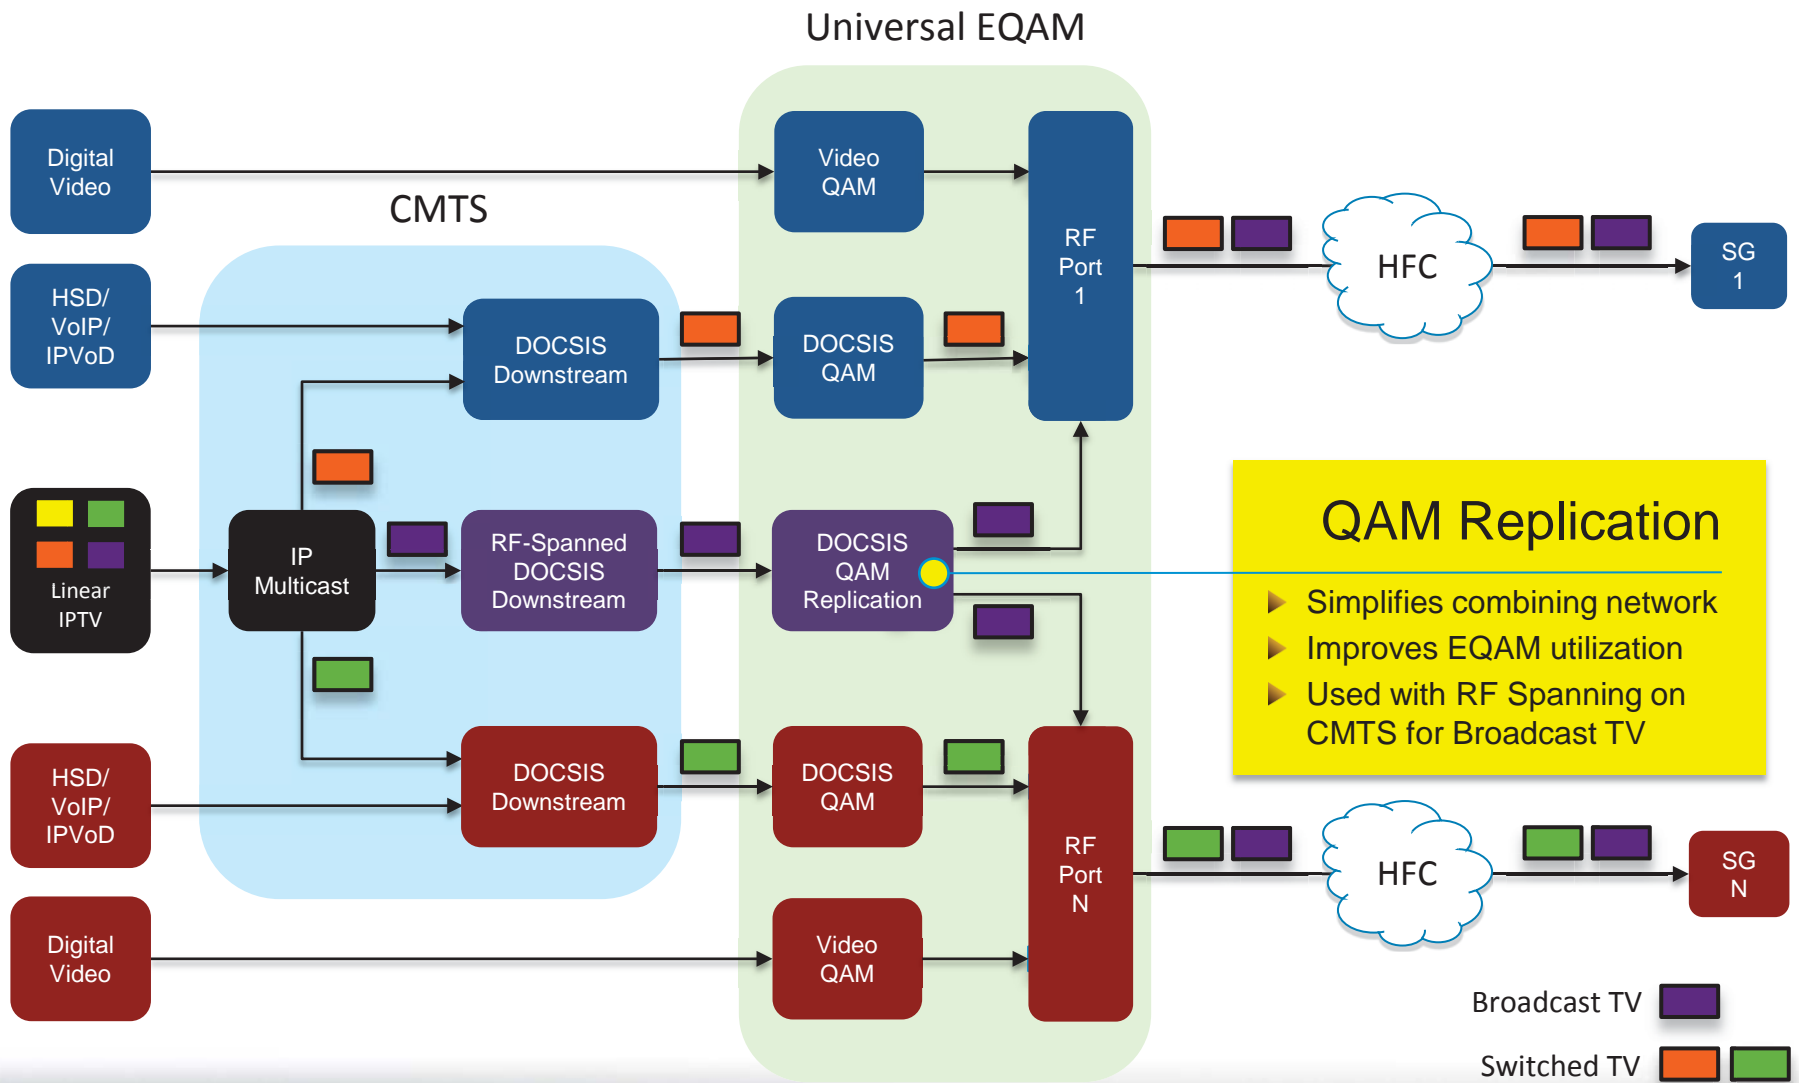 Universal EQAM
Digital
Video
Video
QAM
CMTS
RF
Port
1
HFC
SG
1
HSD/
VoIP/
IPVoD
DOCSIS
Downstream
DOCSIS
QAM
Linear
IPTV
IP
Multicast
RF-Spanned
DOCSIS
Downstream
DOCSIS
QAM
Replication
QAM Replication
Simplifies combining network
Improves EQAM utilization
Used with RF Spanning on
CMTS for Broadcast TV
HSD/
VoIP/
IPVoD
DOCSIS
Downstream
DOCSIS
QAM
RF
Port
N
HFC
SG
N
Digital
Video
Video
QAM
Broadcast TV
Switched TV